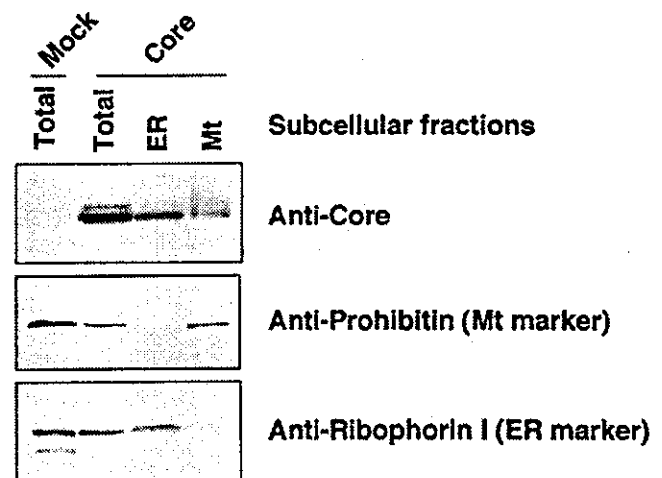 Mock
Core
Total
Total
ER
Mt
Subcellular fractions
Anti-Core
Anti-Prohibitin (Mt marker)
Anti-Ribophorin I (ER marker)